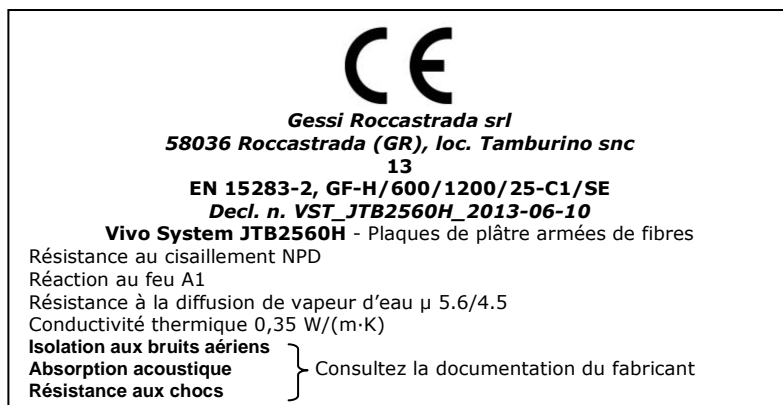 CE
Gessi Roccastrada srl
58036 Roccastrada (GR), loc. Tamburino snc
13
EN 15283-2, GF-H/600/1200/25-C1/SE
Decl. n. VST_JTB2560H_2013-06-10
Vivo System JTB2560H - Plaques de plâtre armées de fibres
Résistance au cisaillement NPD
Réaction au feu A1
Résistance à la diffusion de vapeur d'eau µ 5.6/4.5
Conductivité thermique 0,35 W/(m·K)
Isolation aux bruits aériens
Absorption acoustique
Résistance aux chocs
Consultez la documentation du fabricant